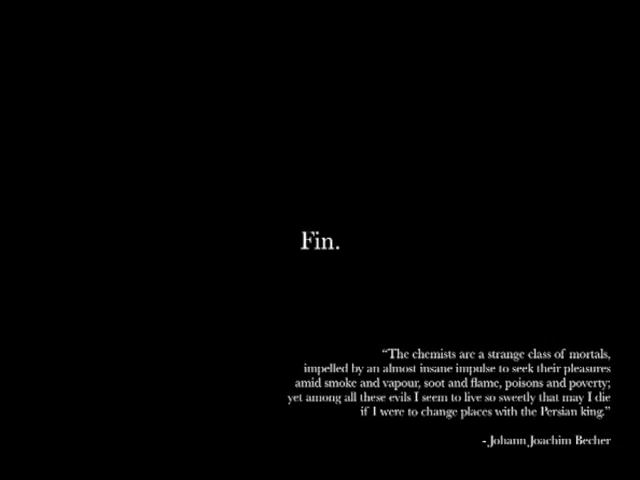 Fin.
“The chemists are a strange class of mortals,
impelled by an almost insane impulse to seek their pleasures
amid smoke and vapour, soot and flame, poisons and poverty;
yet among all these evils I seem to live so sweetly that may I die
if I were to change places with the Persian king.”
- Johann Joachim Becher